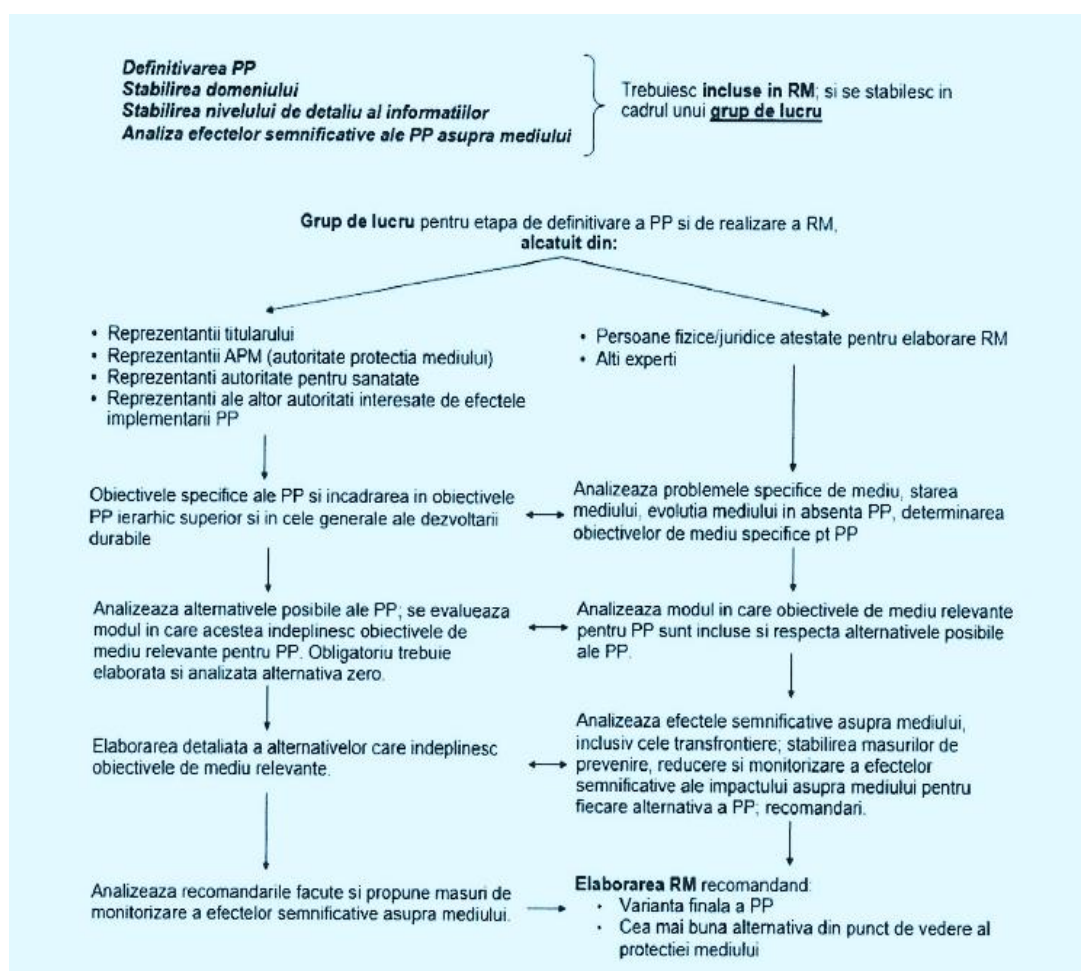 Definitivarea PP
Stabilirea domeniului
Stabilirea nivelului de detaliu al informatiilor
Analiza efectelor semnificative ale PP asupra mediului
Trebuiesc incluse in RM; si se stabilesc in
cadrul unui grup de lucru
Grup de lucru pentru etapa de definitivare a PP si de realizare a RM,
alcatuit din:
• Reprezentantii titularului
• Reprezentantii APM (autoritate protectia mediului)
• Reprezentanti autoritate pentru sanatate
• Reprezentanti ale altor autoritati interesate de efectele
implementarii PP
• Persoane fizice/juridice atestate pentru elaborare RM
• Alti experti
Obiectivele specifice ale PP si incadrarea in obiectivele
PP ierarhic superior si in cele generale ale dezvoltarii
durabile
Analizeaza problemele specifice de mediu, starea
mediului, evolutia mediului in absenta PP, determinarea
obiectivelor de mediu specifice pt PP
Analizeaza alternativele posibile ale PP; se evalueaza
modul in care acestea indeplinesc obiectivele de
mediu relevante pentru PP. Obligatoriu trebuie
elaborata si analizata alternativa zero.
Analizeaza modul in care obiectivele de mediu relevante
pentru PP sunt incluse si respecta alternativele posibile
ale PP.
Elaborarea detaliata a alternativelor care indeplinesc
obiectivele de mediu relevante.
Analizeaza efectele semnificative asupra mediului,
inclusiv cele transfrontiere; stabilirea masurilor de
prevenire, reducere si monitorizare a efectelor
semnificative ale impactului asupra mediului pentru
fiecare alternativa a PP; recomandari.
Analizeaza recomandarile facute si propune masuri de
monitorizare a efectelor semnificative asupra mediului.
Elaborarea RM recomandand:
• Varianta finala a PP
• Cea mai buna alternativa din punct de vedere al
protectiei mediului